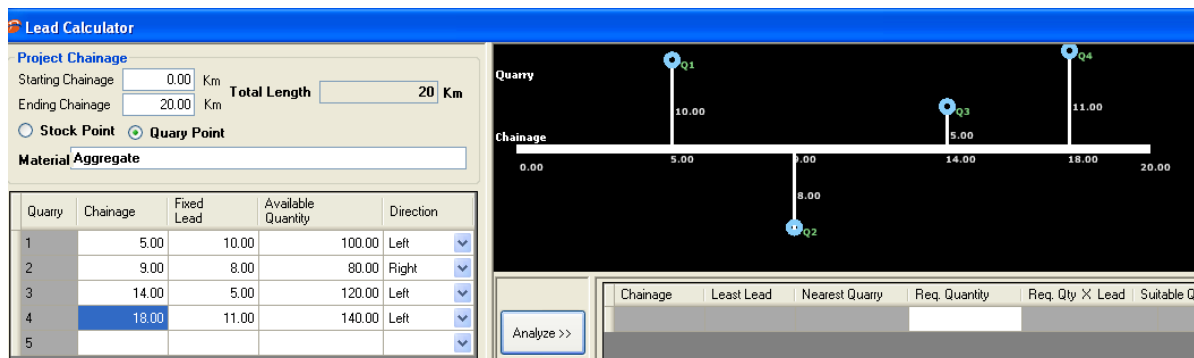 Lead Calculator
Project Chainage
Starting Chainage 0.00 Km
Ending Chainage 20.00 Km
Total Length 20 Km
Stock Point Quary Point
Material Aggregate
Quarry Chainage Fixed Lead Available Quantity Direction
1 5.00 10.00 100.00 Left
2 9.00 8.00 80.00 Right
3 14.00 5.00 120.00 Left
4 18.00 11.00 140.00 Left
5
Quarry
Q1
Q4
Q3
10.00
11.00
5.00
Chainage
0.00 5.00 9.00 14.00 18.00 20.00
8.00
Q2
Analyze >>
Chainage Least Lead Nearest Quarry Req. Quantity Req. Qty X Lead Suitable Q